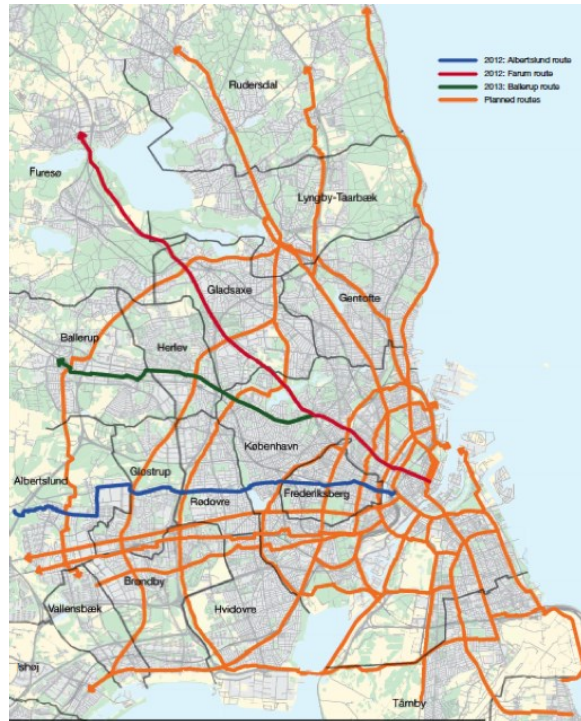 2012: Albertslund route
2012: Farum route
2013: Ballerup route
Planned routes
Rudersdal
Furesø
Lyngby-Taarbæk
Gladsaxe
Gentofte
Ballerup
Herlev
København
Albertslund
Glostrup
Rødovre
Frederiksberg
Brøndby
Vallensbæk
Hvidovre
shøj
Tårnby